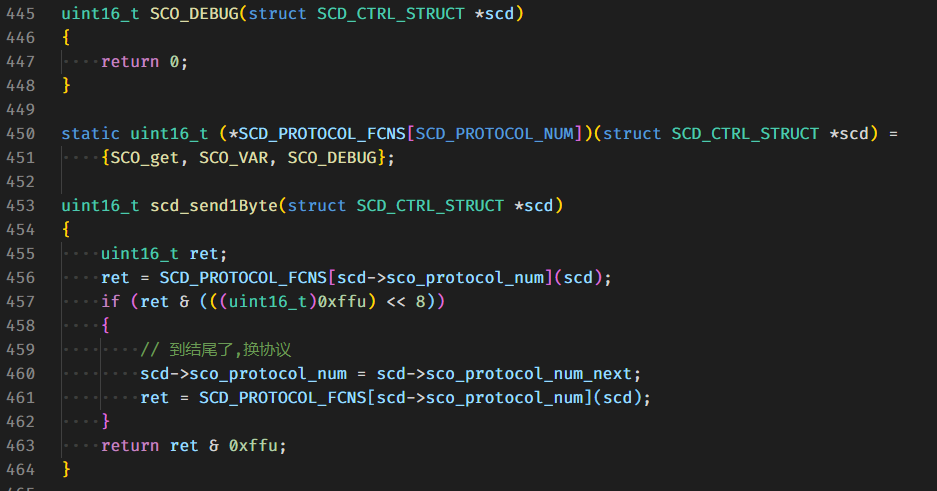 445 uint16_t SCO_DEBUG(struct SCD_CTRL_STRUCT *scd)
446 {
447     return 0;
448 }
449
450 static uint16_t (*SCD_PROTOCOL_FCNS[SCD_PROTOCOL_NUM])(struct SCD_CTRL_STRUCT *scd) =
451     {SCO_get, SCO_VAR, SCO_DEBUG};
452
453 uint16_t scd_send1Byte(struct SCD_CTRL_STRUCT *scd)
454 {
455     uint16_t ret;
456     ret = SCD_PROTOCOL_FCNS[scd->sco_protocol_num](scd);
457     if (ret & (((uint16_t)0xffu) << 8))
458     {
459         // 到结尾了,换协议
460         scd->sco_protocol_num = scd->sco_protocol_num_next;
461         ret = SCD_PROTOCOL_FCNS[scd->sco_protocol_num](scd);
462     }
463     return ret & 0xffu;
464 }